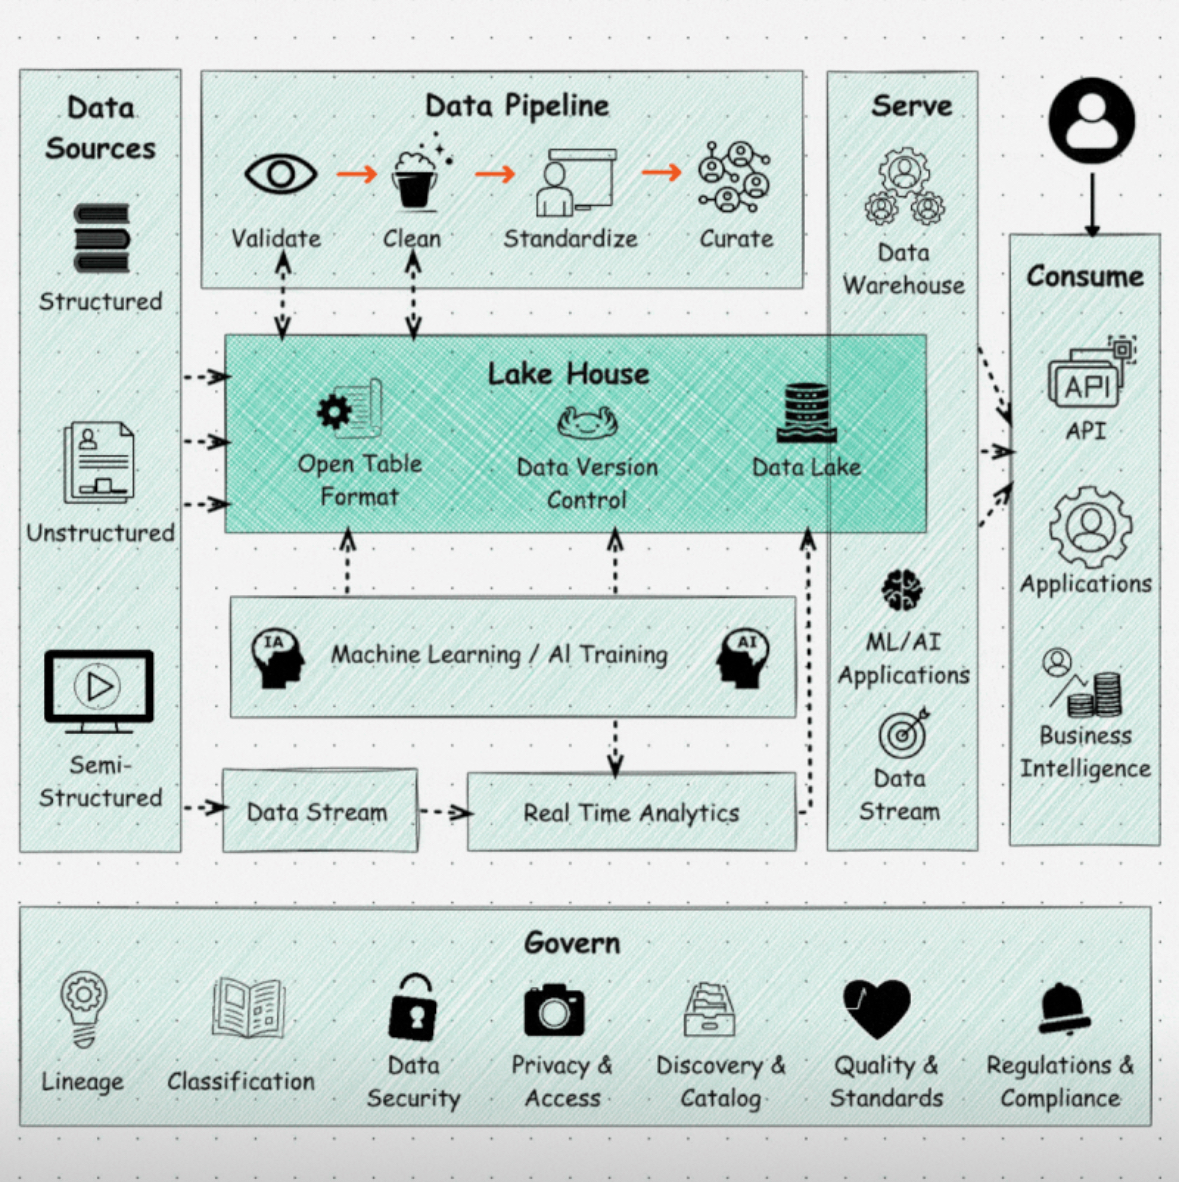 Data
Sources
Structured
Unstructured
Semi-
Structured
Data Pipeline
Validate
Clean
Standardize
Curate
Lake House
Open Table
Format
Data Version
Control
Data Lake
IA
Machine Learning / AI Training
AI
Data Stream
Real Time Analytics
Serve
Data
Warehouse
ML/AI
Applications
Data
Stream
Consume
API
API
Applications
Business
Intelligence
Govern
Lineage
Classification
Data
Security
Privacy &
Access
Discovery &
Catalog
Quality &
Standards
Regulations &
Compliance